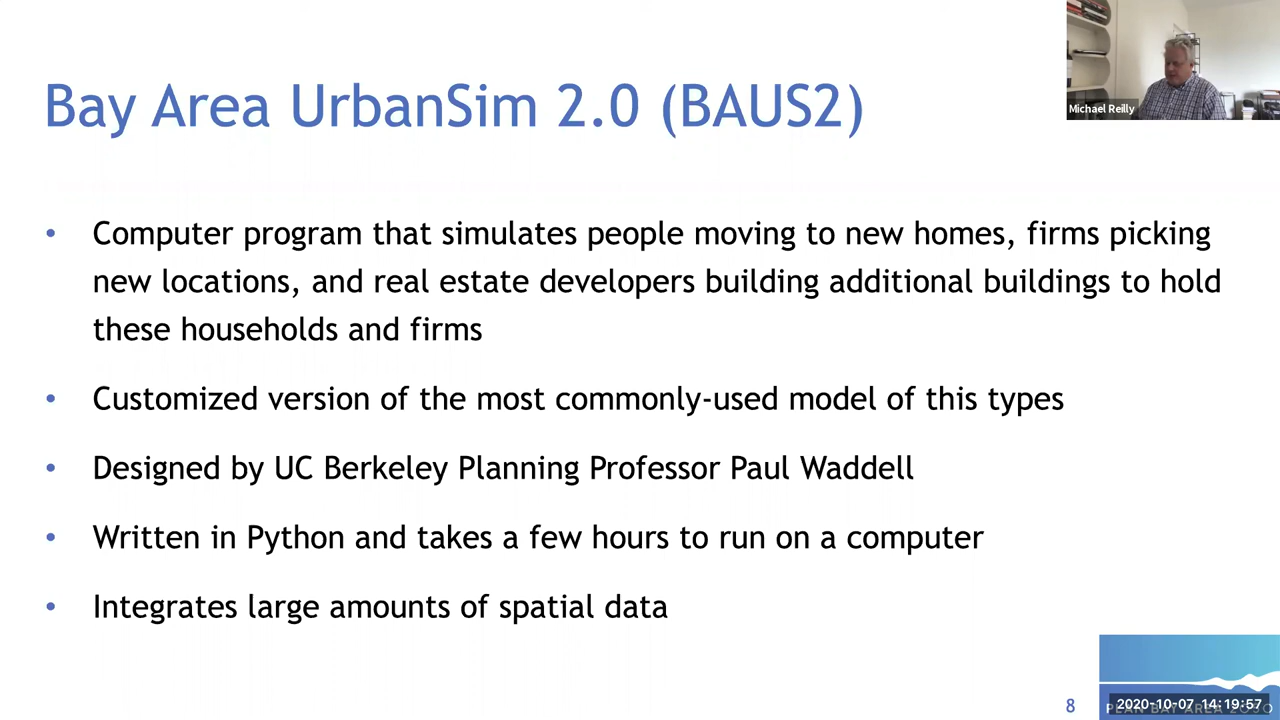 Bay Area UrbanSim 2.0 (BAUS2)
Michael Reilly
• Computer program that simulates people moving to new homes, firms picking
new locations, and real estate developers building additional buildings to hold
these households and firms
• Customized version of the most commonly-used model of this types
• Designed by UC Berkeley Planning Professor Paul Waddell
• Written in Python and takes a few hours to run on a computer
• Integrates large amounts of spatial data
8
PLAN BAY AREA 2050
2020-10-07 14:19:57